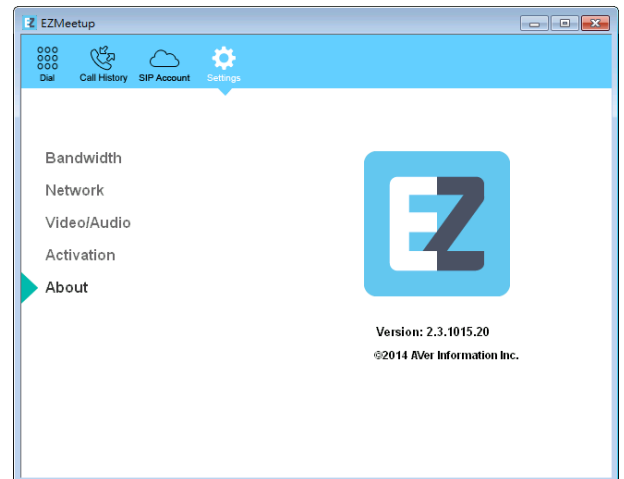 EZMeetup
Dial Call History SIP Account Settings
Bandwidth
Network
Video/Audio
Activation
About
EZ
Version: 2.3.1015.20
©2014 AVer Information Inc.